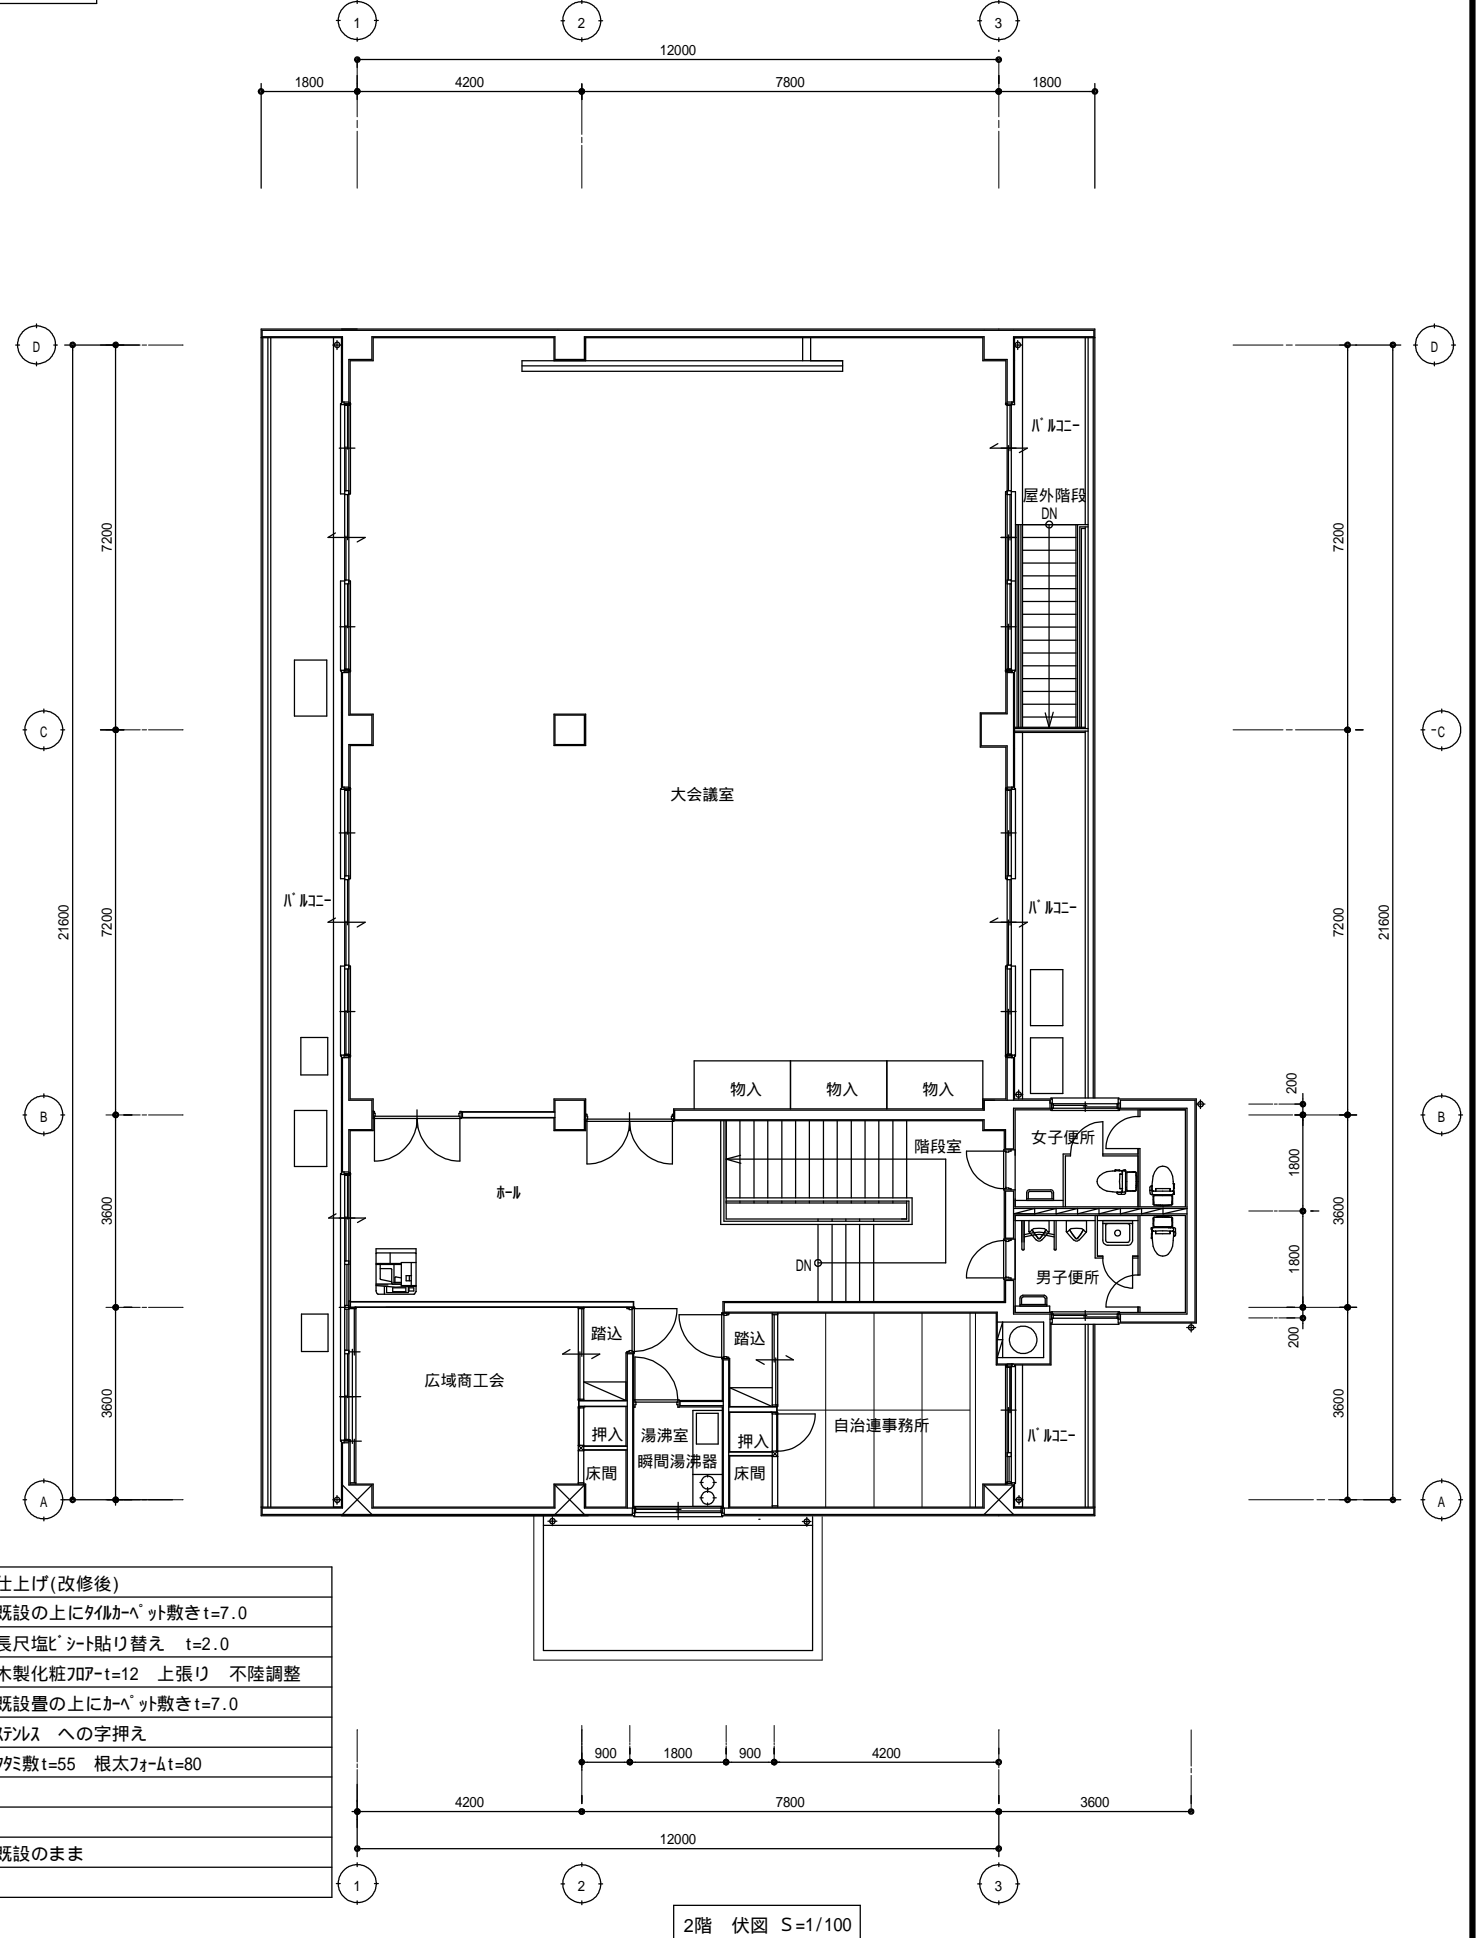 1
2
3
12000
1800
4200
7800
1800
D
D
バルコニー
屋外階段
DN
7200
7200
C
C
大会議室
バルコニー
バルコニー
21600
7200
7200
21600
物入
物入
物入
200
B
B
女子便所
階段室
1800
ホール
3600
3600
DN
男子便所
1800
踏込
踏込
200
広域商工会
3600
3600
押入
湯沸室
押入
自治連事務所
バルコニー
瞬間湯沸器
床間
床間
A
A
仕上げ(改修後)
既設の上にタイルカーペット敷きt=7.0
長尺塩ビシート貼り替え t=2.0
木製化粧フロアーt=12 上張り 不陸調整
既設畳の上にカーペット敷きt=7.0
ステンレス への字押え
タタミ敷t=55 根太フォームt=80
既設のまま
900
1800
900
4200
4200
7800
3600
12000
1
2
3
2階 伏図 S=1/100